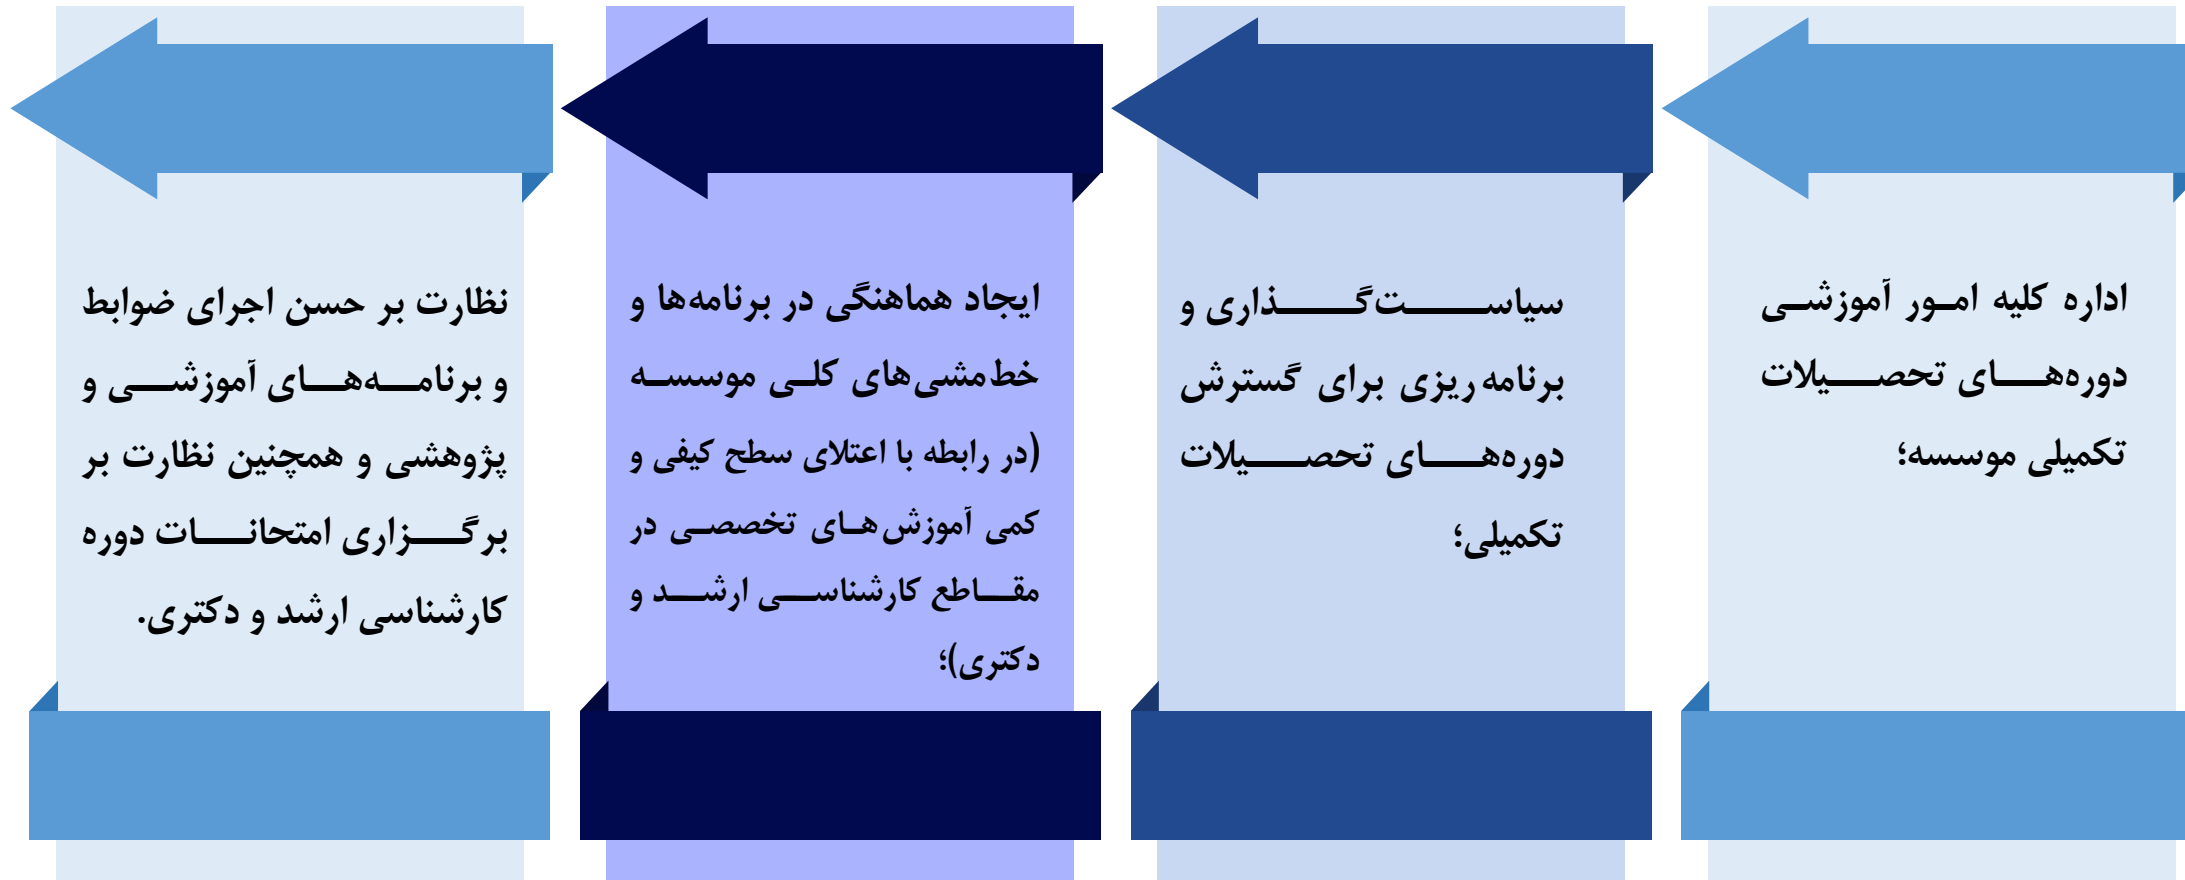 اداره کلیه امور آموزشی
دوره‌های تحصیلات
تکمیلی موسسه؛
سیاست‌گذاری و
برنامه‌ریزی برای گسترش
دوره‌های تحصیلات
تکمیلی؛
ایجاد هماهنگی در برنامه‌ها و
خط‌مشی‌های کلی موسسه
(در رابطه با اعتلای سطح کیفی و
کمی آموزش‌های تخصصی در
مقاطع کارشناسی ارشد و
دکتری)؛
نظارت بر حسن اجرای ضوابط
و برنامه‌های آموزشی و
پژوهشی و همچنین نظارت بر
برگزاری امتحانات دوره
کارشناسی ارشد و دکتری.